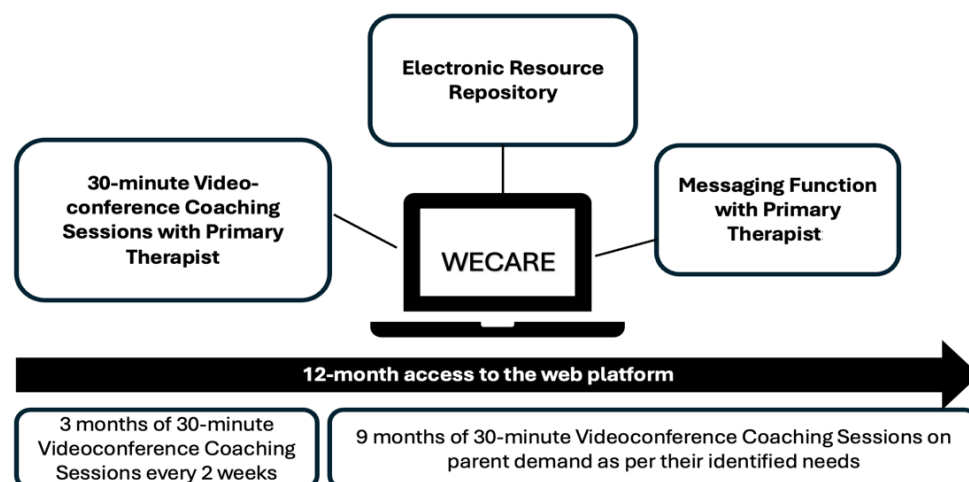 Electronic Resource
Repository
30-minute Video-
conference Coaching
Sessions with Primary
Therapist
Messaging Function
with Primary
Therapist
WECARE
12-month access to the web platform
3 months of 30-minute
Videoconference Coaching
Sessions every 2 weeks
9 months of 30-minute Videoconference Coaching Sessions on
parent demand as per their identified needs